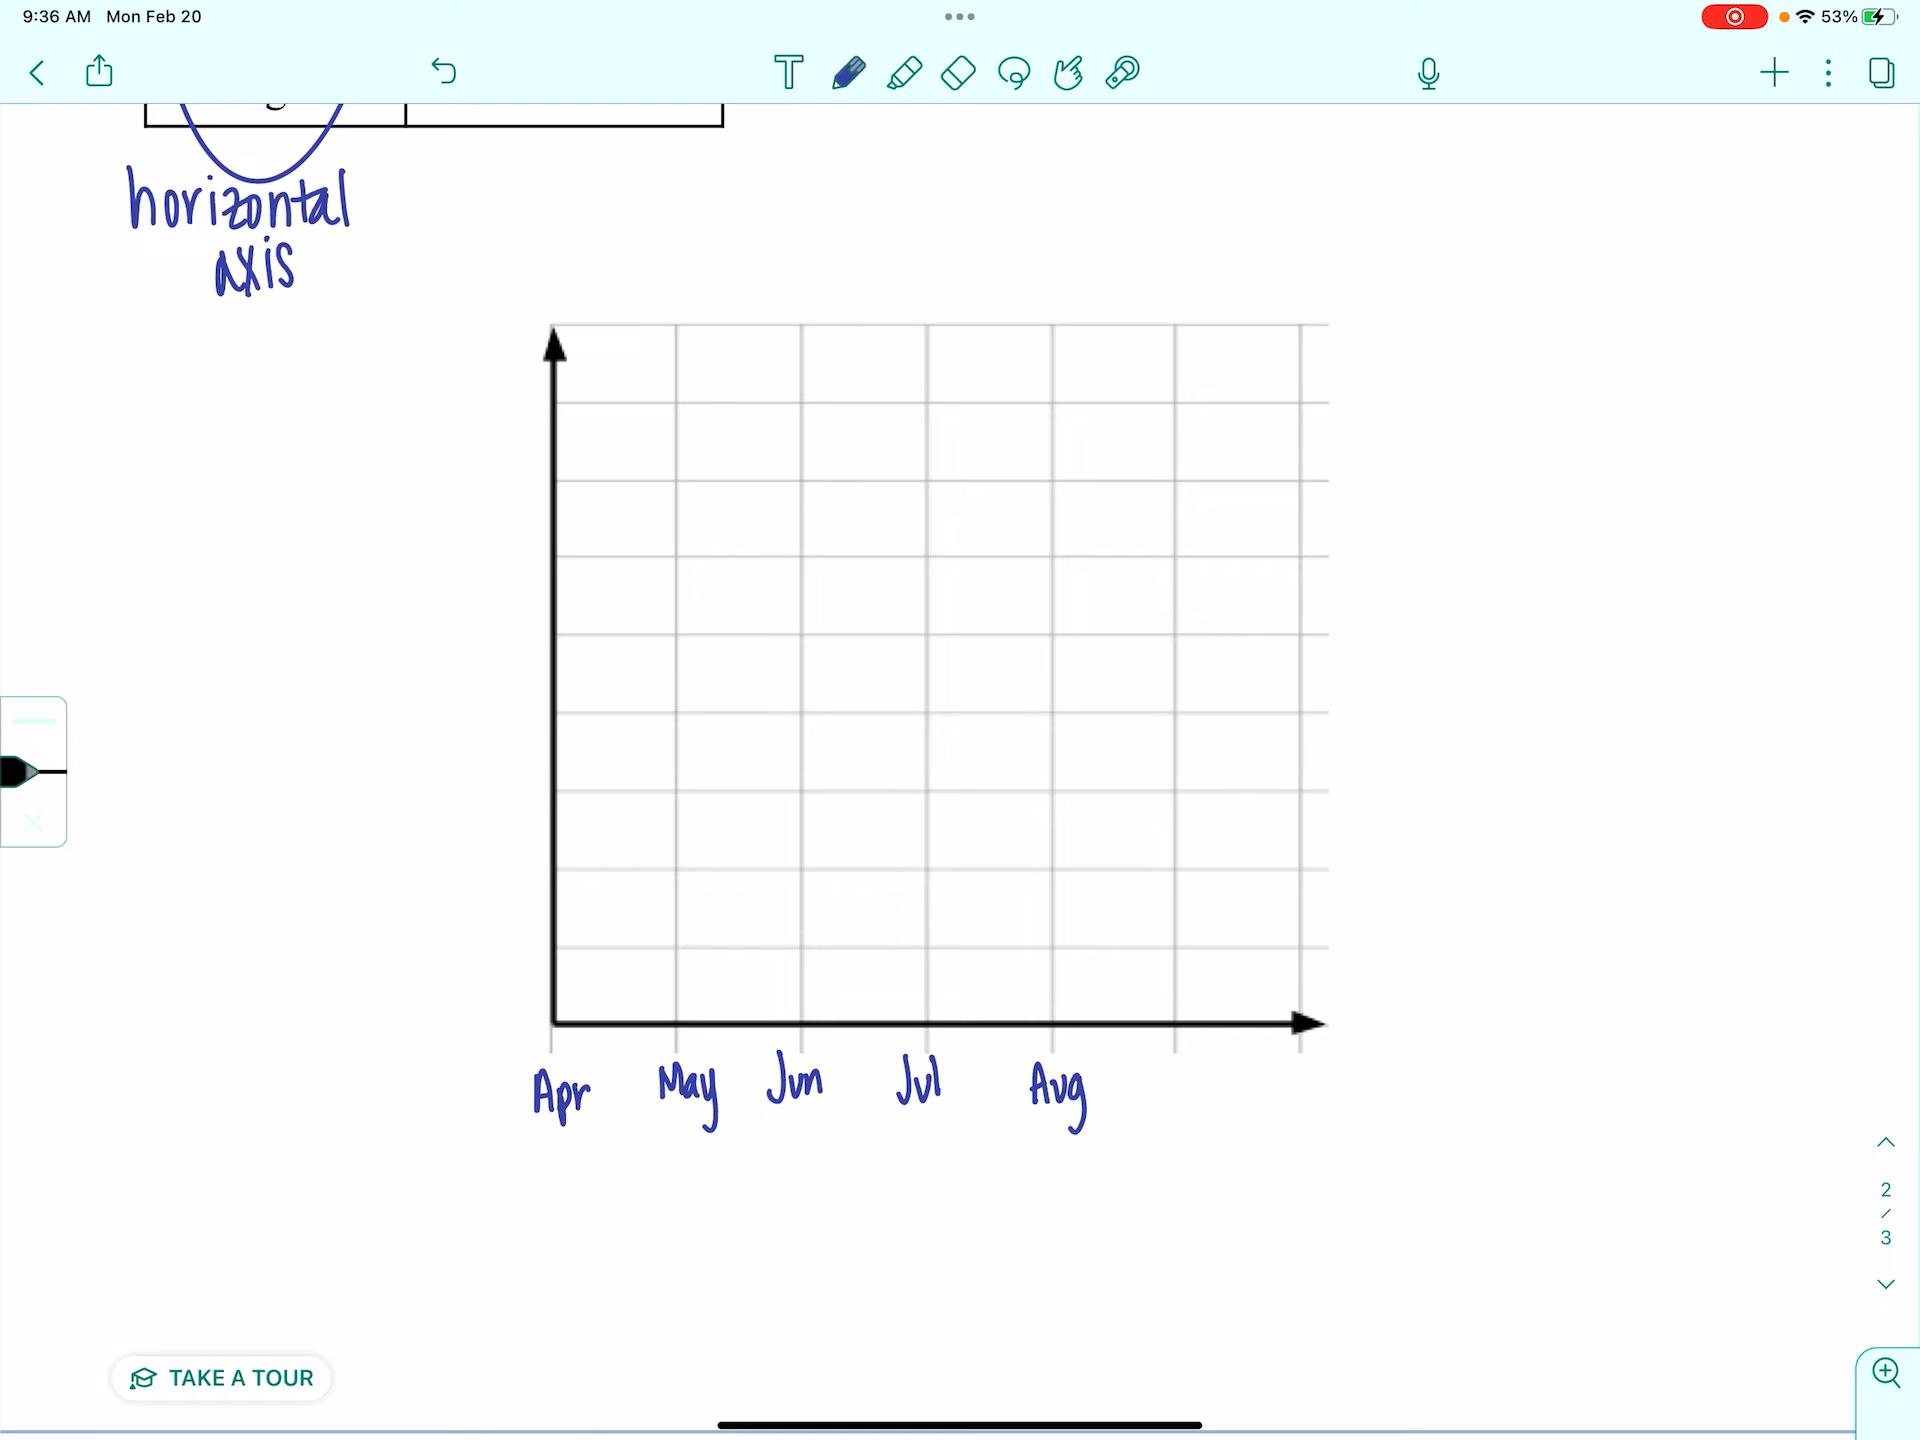 9:36 AM Mon Feb 20
53%
horizontal
axis
Apr May Jun Jul Aug
2
/
3
TAKE A TOUR